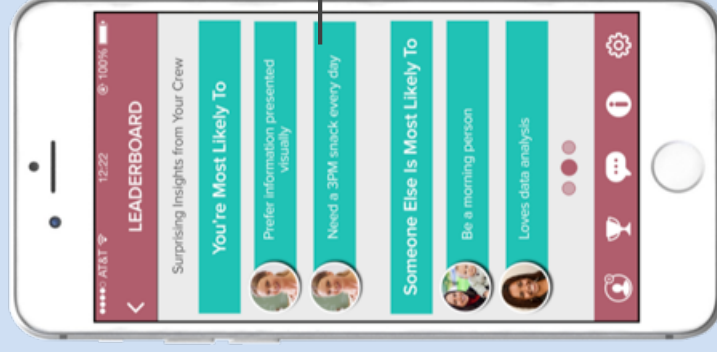 AT&T 12:22 100%
LEADERBOARD
Surprising Insights from Your Crew
You're Most Likely To
Prefer information presented
visually
Need a 3PM snack every day
Someone Else Is Most Likely To
Be a morning person
Loves data analysis